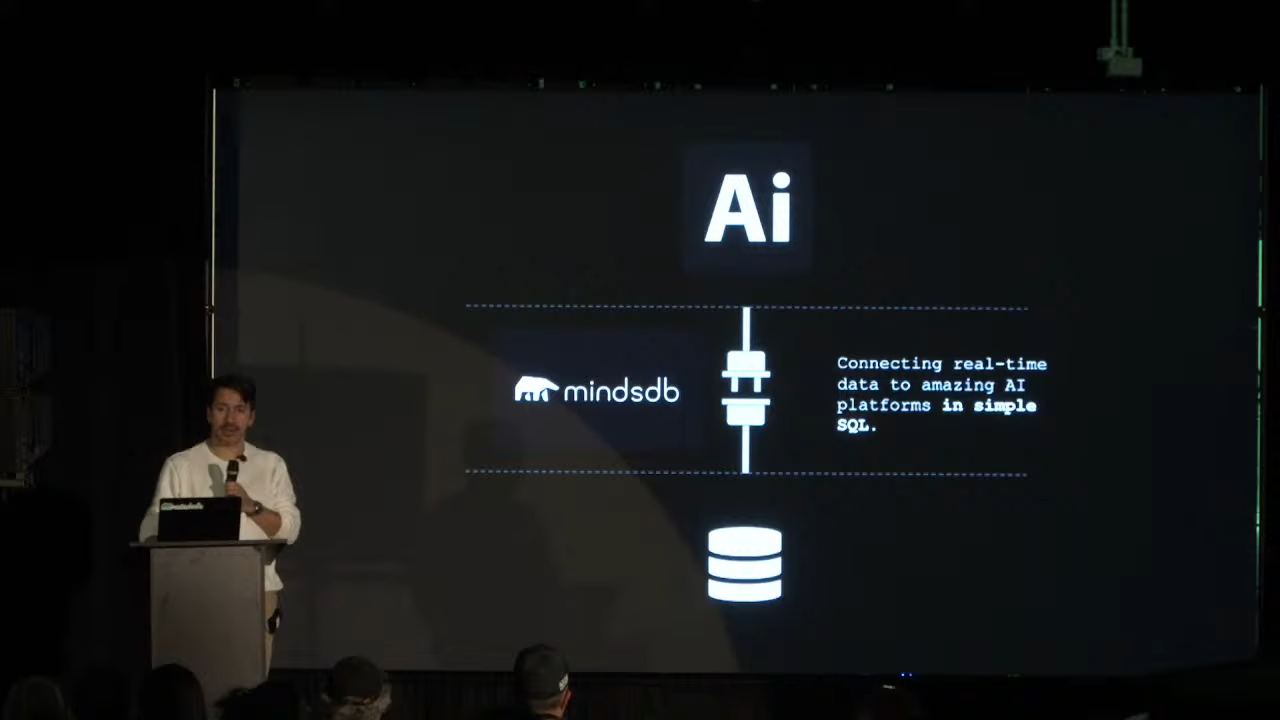 Ai
mindsdb
Connecting real-time
data to amazing AI
platforms in simple
SQL.